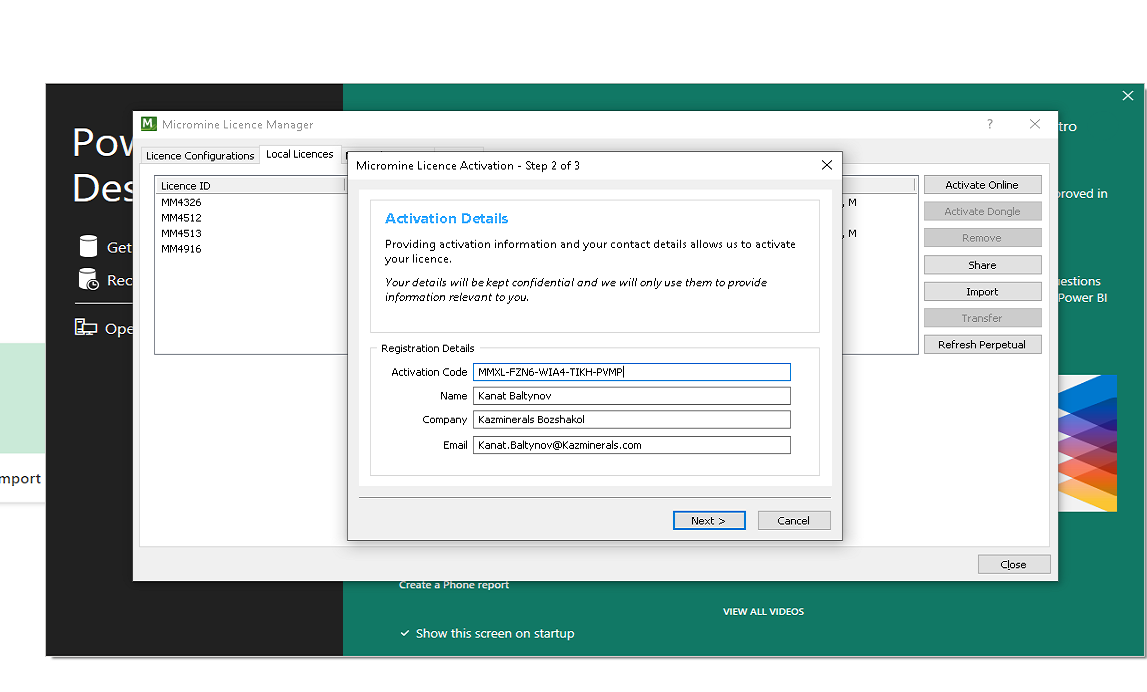 Micromine Licence Manager
?
Licence Configurations
Local Licences
Licence ID
MM4326
MM4512
MM4513
MM4916
, M
, M
Activate Online
Activate Dongle
Remove
Share
Import
Transfer
Refresh Perpetual
Close
Micromine Licence Activation - Step 2 of 3
Activation Details
Providing activation information and your contact details allows us to activate
your licence.
Your details will be kept confidential and we will only use them to provide
information relevant to you.
Registration Details
Activation Code MMXL-FZN6-WIA4-TIKH-PVMP
Name Kanat Baltynov
Company Kazminerals Bozshakol
Email Kanat.Baltynov@Kazminerals.com
Next >
Cancel
Pow
Des
Get
Rec
Ope
mport
tro
proved in
estions
Power BI
Create a Phone report
VIEW ALL VIDEOS
Show this screen on startup